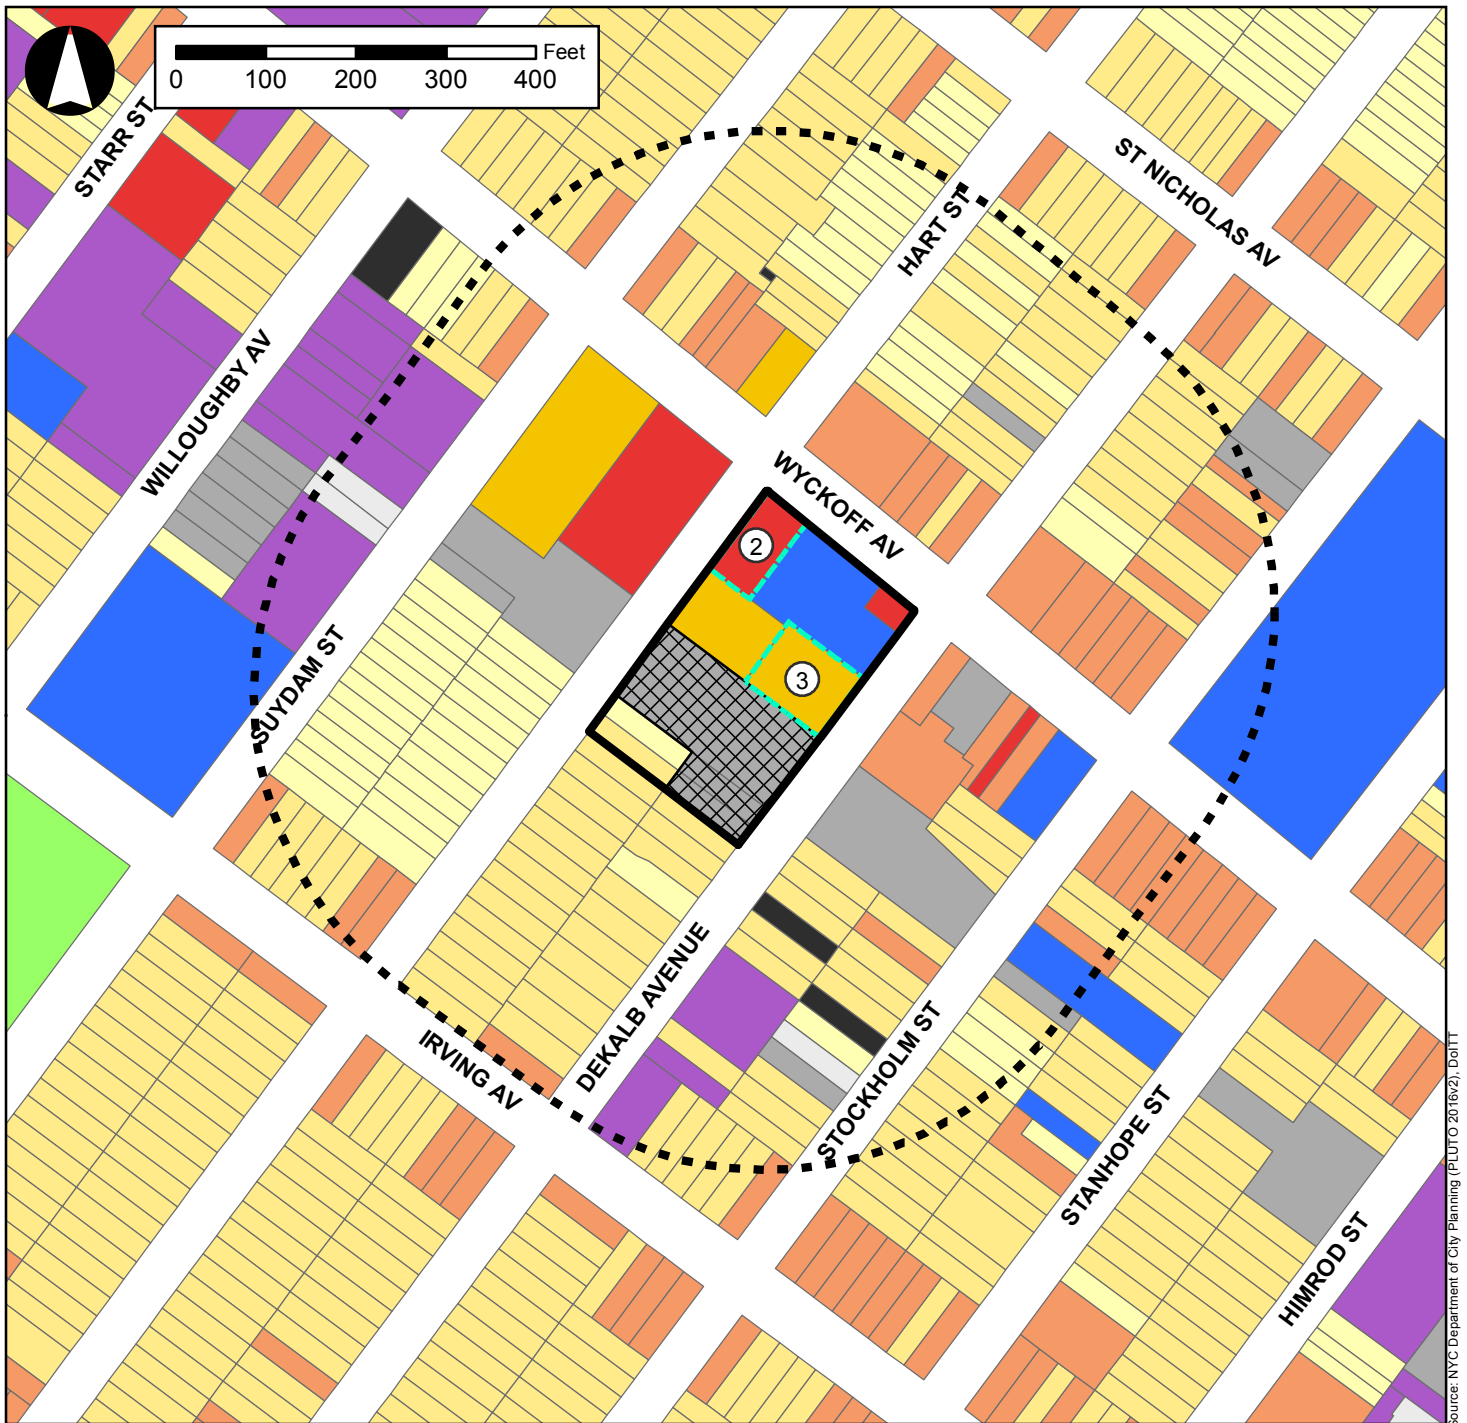 Feet
0 100 200 300 400
STARR ST
ST NICHOLAS AV
HART ST
WILLOUGHBY AV
WYCKOFF AV
2
3
SUYDAM ST
DEKALB AVENUE
IRVING AV
STOCKHOLM ST
STANHOPE ST
HIMROD ST
Source: NYC Department of City Planning (PLUTO 2016v2), DoITT